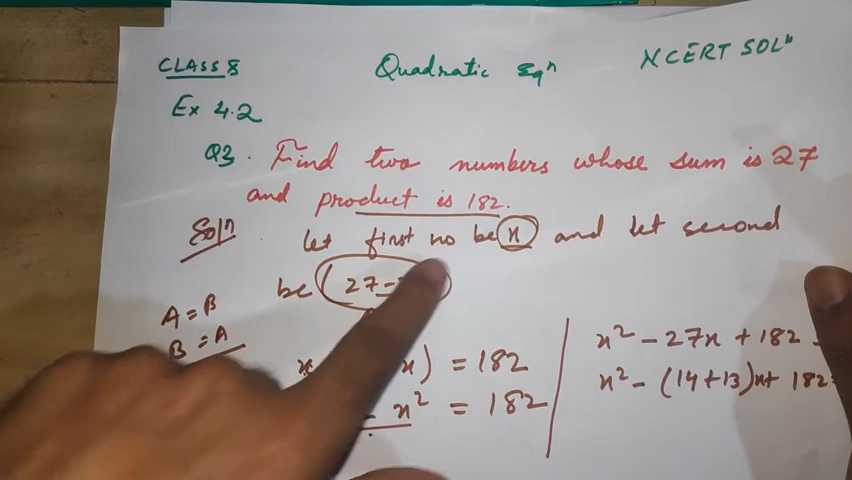 CLASS 8
Quadratic Eqⁿ
NCERT SOLⁿ
Ex 4.2
Q3. Find two numbers whose sum is 27
and product is 182.
Solⁿ
Let first no be x and let second
be (27-
A = B
B = A
x) = 182
- x² = 182
x² - 27x + 182
x² - (14+13)x + 182